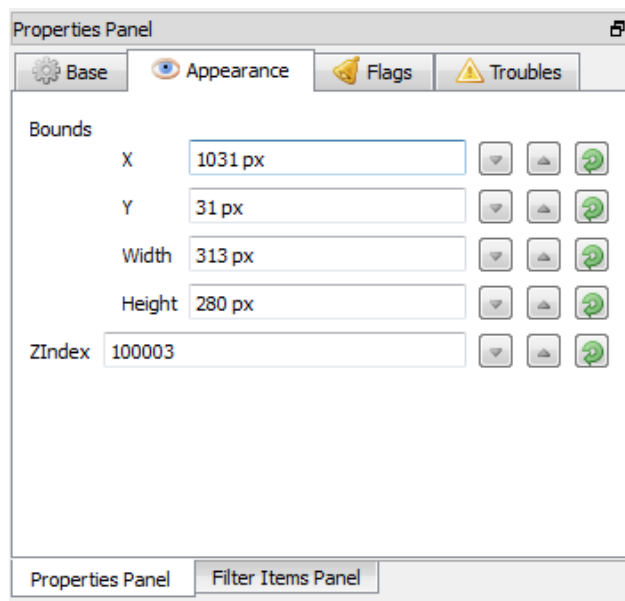 Properties Panel
Base Appearance Flags Troubles
Bounds
X 1031 px
Y 31 px
Width 313 px
Height 280 px
ZIndex 100003
Properties Panel Filter Items Panel